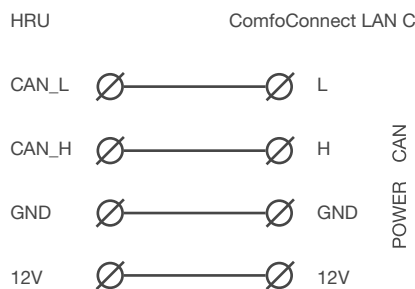 HRU ComfoConnect LAN C
CAN_L L
CAN_H H
CAN
GND GND
POWER
12V 12V